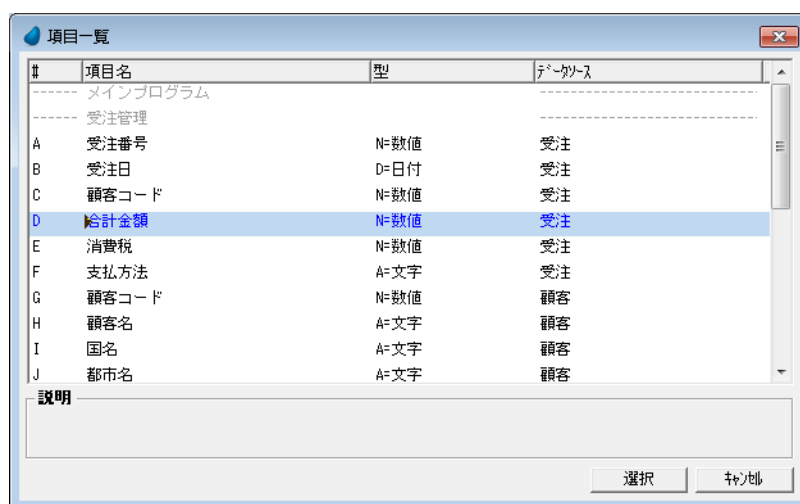 項目一覧
# 項目名 型 データソース
------ メインプログラム ---------------------------
------ 受注管理 ---------------------------
A 受注番号 N=数値 受注
B 受注日 D=日付 受注
C 顧客コード N=数値 受注
D 合計金額 N=数値 受注
E 消費税 N=数値 受注
F 支払方法 A=文字 受注
G 顧客コード N=数値 顧客
H 顧客名 A=文字 顧客
I 国名 A=文字 顧客
J 都市名 A=文字 顧客
説明
選択 キャンセル